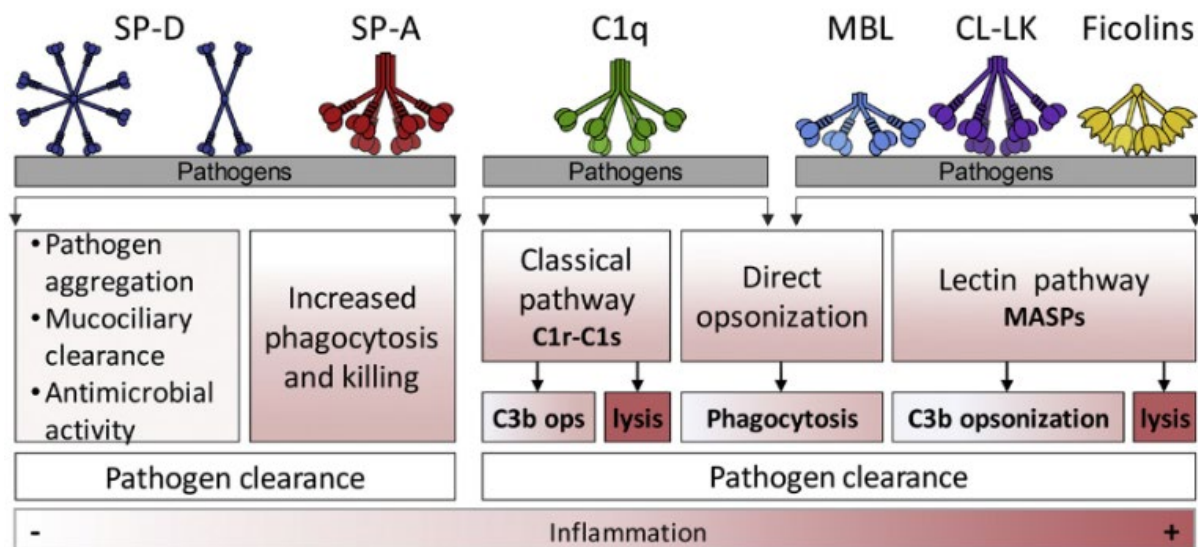 SP-D SP-A C1q MBL CL-LK Ficolins
Pathogens Pathogens Pathogens
• Pathogen
aggregation
• Mucociliary
clearance
• Antimicrobial
activity
Increased
phagocytosis
and killing
Classical
pathway
C1r-C1s
Direct
opsonization
Lectin pathway
MASPs
C3b ops lysis Phagocytosis C3b opsonization lysis
Pathogen clearance Pathogen clearance
- Inflammation +